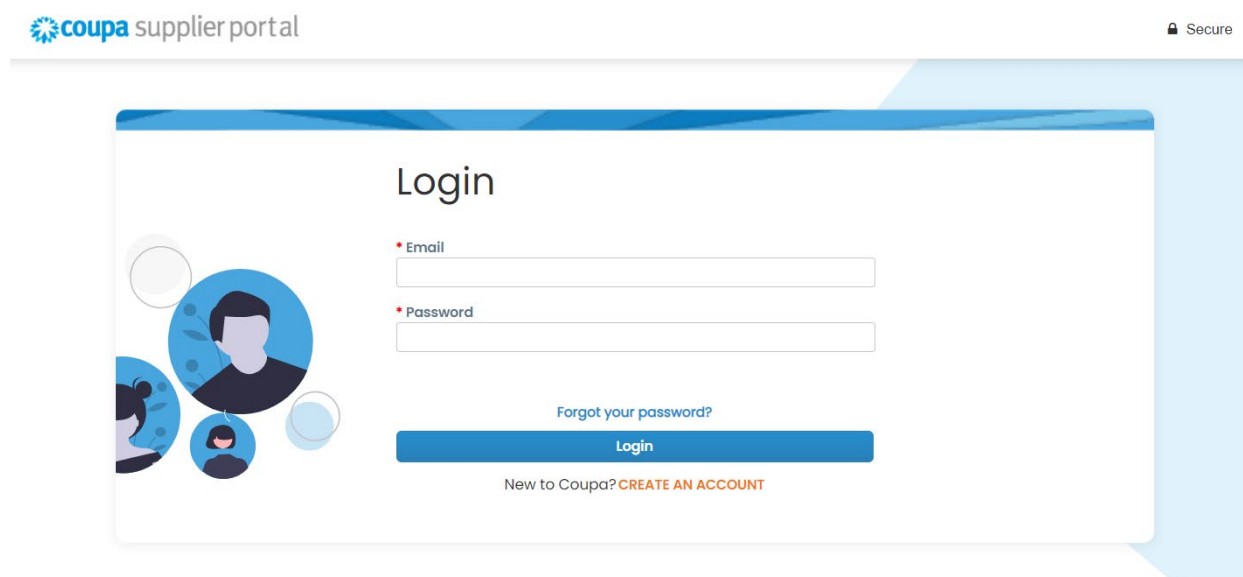 coupa supplier portal
Secure
Login
* Email
* Password
Forgot your password?
Login
New to Coupa? CREATE AN ACCOUNT